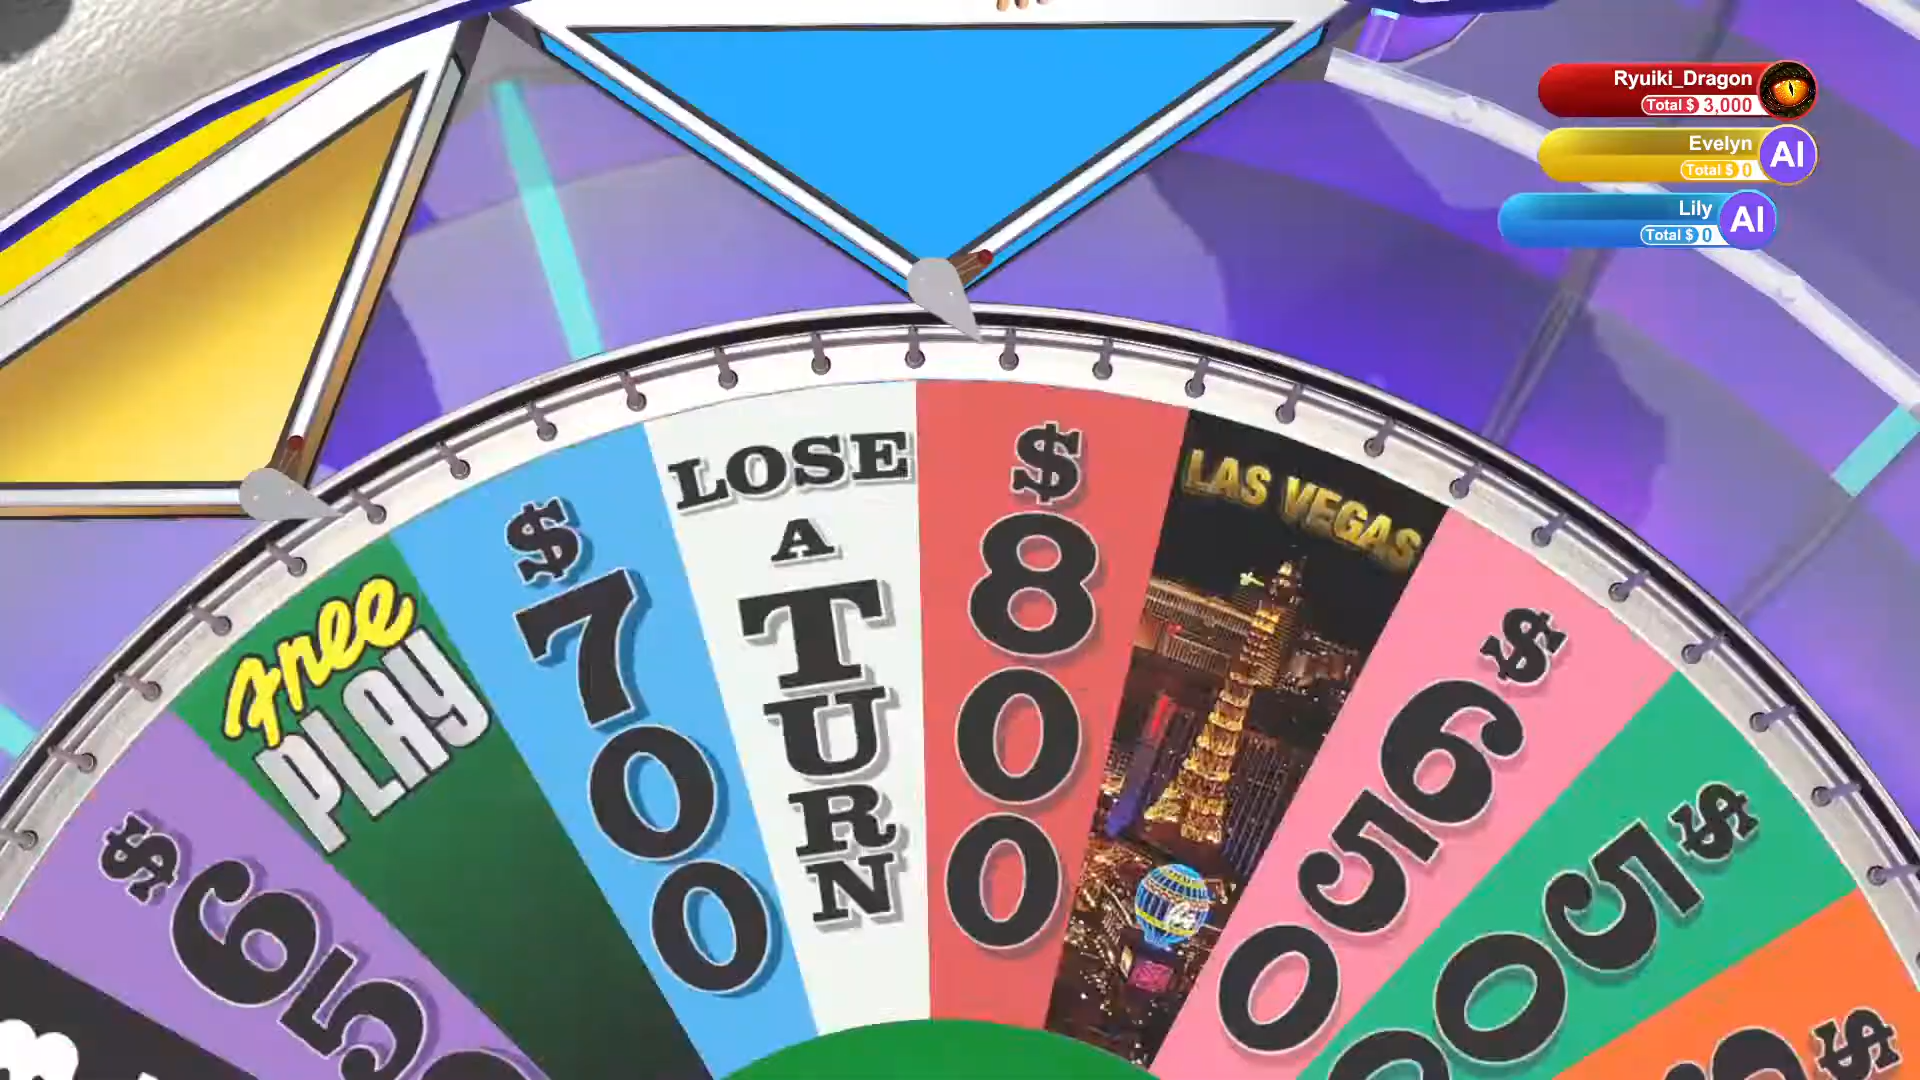 Ryuiki_Dragon
Total $ 3,000
Evelyn
AI
Total $ 0
Lily
AI
Total $ 0
$650
Free
PLAY
$700
LOSE
A
TURN
$800
LAS VEGAS
$650
$500
$